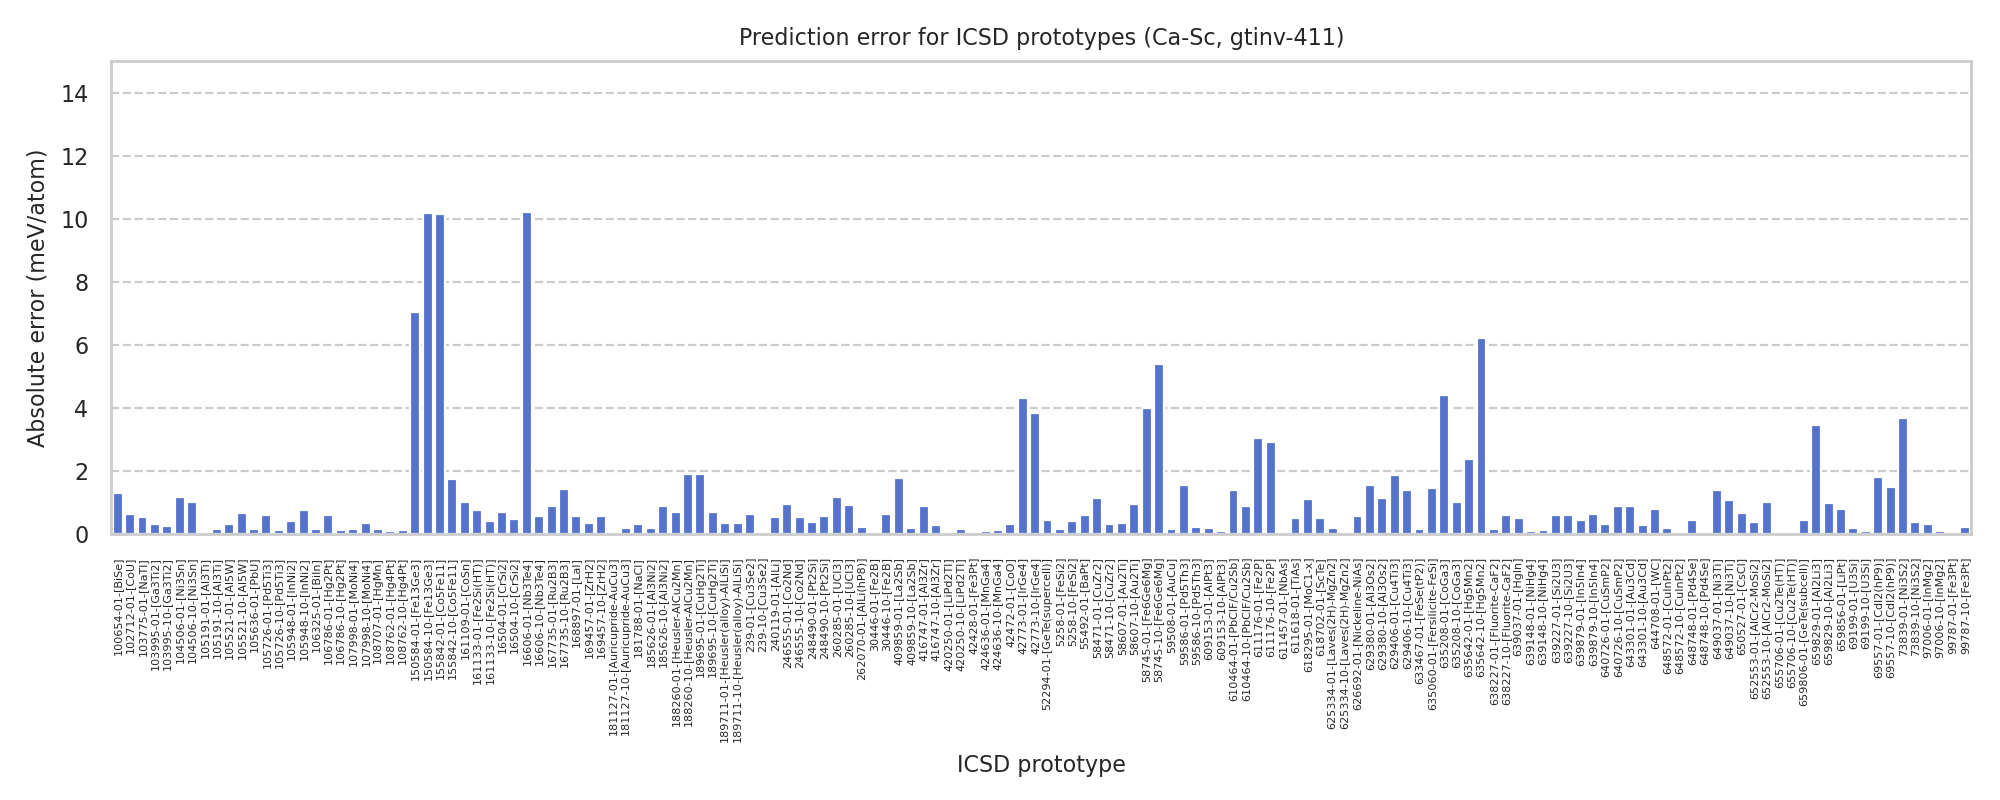 Prediction error for ICSD prototypes (Ca-Sc, gtinv-411)
Absolute error (meV/atom)
14
12
10
8
6
4
2
0
100654-01-[BiSe]
102712-01-[CoU]
103775-01-[NaTl]
103995-01-[Ga3Ti2]
103995-10-[Ga3Ti2]
104506-01-[Ni3Sn]
104506-10-[Ni3Sn]
105191-01-[Al3Ti]
105191-10-[Al3Ti]
105521-01-[Al5W]
105521-10-[Al5W]
105636-01-[PbU]
105726-01-[Pd5Ti3]
105726-10-[Pd5Ti3]
105948-01-[InNi2]
105948-10-[InNi2]
106325-01-[BiIn]
106786-01-[Hg2Pt]
106786-10-[Hg2Pt]
107998-01-[MoNi4]
107998-10-[MoNi4]
108707-01-[HgMn]
108762-01-[Hg4Pt]
108762-10-[Hg4Pt]
150584-01-[Fe13Ge3]
150584-10-[Fe13Ge3]
155842-01-[Co5Fe11]
155842-10-[Co5Fe11]
161109-01-[CoSn]
161133-01-[Fe2Si(HT)]
161133-10-[Fe2Si(HT)]
16504-01-[CrSi2]
16504-10-[CrSi2]
16606-01-[Nb3Te4]
16606-10-[Nb3Te4]
167735-01-[Ru2B3]
167735-10-[Ru2B3]
168897-01-[LaI]
169457-01-[ZrH2]
169457-10-[ZrH2]
181127-01-[Auricupride-AuCu3]
181127-10-[Auricupride-AuCu3]
181788-01-[NaCl]
185626-01-[Al3Ni2]
185626-10-[Al3Ni2]
188260-01-[Heusler-AlCu2Mn]
188260-10-[Heusler-AlCu2Mn]
189695-01-[CuHg2Ti]
189695-10-[CuHg2Ti]
189711-01-[Heusler(alloy)-AlLiSi]
189711-10-[Heusler(alloy)-AlLiSi]
239-01-[Cu3Se2]
239-10-[Cu3Se2]
240119-01-[AlLi]
246555-01-[Co2Nd]
246555-10-[Co2Nd]
248490-01-[Pt2Si]
248490-10-[Pt2Si]
260285-01-[UCl3]
260285-10-[UCl3]
262070-01-[AlLi(hP8)]
30446-01-[Fe2B]
30446-10-[Fe2B]
409859-01-[La2Sb]
409859-10-[La2Sb]
416747-01-[Al3Zr]
416747-10-[Al3Zr]
420250-01-[LiPd2Tl]
420250-10-[LiPd2Tl]
42428-01-[Fe3Pt]
424636-01-[MnGa4]
424636-10-[MnGa4]
42472-01-[CoO]
42773-01-[IrGe4]
42773-10-[IrGe4]
52294-01-[GeTe(supercell)]
5258-01-[FeSi2]
5258-10-[FeSi2]
55492-01-[BaPt]
58471-01-[CuZr2]
58471-10-[CuZr2]
58607-01-[Au2Ti]
58607-10-[Au2Ti]
58745-01-[Fe6Ge6Mg]
58745-10-[Fe6Ge6Mg]
59508-01-[AuCu]
59586-01-[Pd5Th3]
59586-10-[Pd5Th3]
609153-01-[AlPt3]
609153-10-[AlPt3]
610464-01-[PbClF/Cu2Sb]
610464-10-[PbClF/Cu2Sb]
611176-01-[Fe2P]
611176-10-[Fe2P]
611457-01-[NbAs]
611618-01-[TiAs]
618295-01-[MoC1-x]
618702-01-[ScTe]
625334-01-[Laves(2H)-MgZn2]
625334-10-[Laves(2H)-MgZn2]
626692-01-[Nickeline-NiAs]
629380-01-[Al3Os2]
629380-10-[Al3Os2]
629406-01-[Cu4Ti3]
629406-10-[Cu4Ti3]
633467-01-[FeSe(tP2)]
635060-01-[Fersilicite-FeSi]
635208-01-[CoGa3]
635208-10-[CoGa3]
635642-01-[Hg5Mn2]
635642-10-[Hg5Mn2]
638227-01-[Fluorite-CaF2]
638227-10-[Fluorite-CaF2]
639037-01-[HgIn]
639148-01-[NiHg4]
639148-10-[NiHg4]
639227-01-[Si2U3]
639227-10-[Si2U3]
639879-01-[In5In4]
639879-10-[In5In4]
640726-01-[CuSmP2]
640726-10-[CuSmP2]
643301-01-[Au3Cd]
643301-10-[Au3Cd]
644708-01-[WC]
648572-01-[CuInPt2]
648572-10-[CuInPt2]
648748-01-[Pd4Se]
648748-10-[Pd4Se]
649037-01-[Ni3Ti]
649037-10-[Ni3Ti]
650527-01-[CsCl]
652553-01-[AlCr2-MoSi2]
652553-10-[AlCr2-MoSi2]
655706-01-[Cu2Te(HT)]
655706-10-[Cu2Te(HT)]
659806-01-[GeTe(subcell)]
659829-01-[Al2Li3]
659829-10-[Al2Li3]
659856-01-[LiPt]
69199-01-[U3Si]
69199-10-[U3Si]
69557-01-[CdI2(hP9)]
69557-10-[CdI2(hP9)]
73839-01-[Ni3S2]
73839-10-[Ni3S2]
97006-01-[InMg2]
97006-10-[InMg2]
99787-01-[Fe3Pt]
99787-10-[Fe3Pt]
ICSD prototype